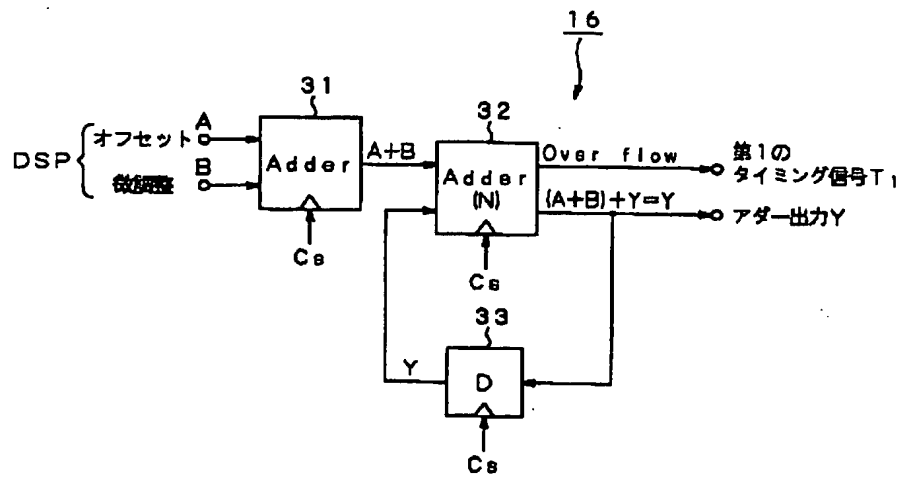 16
31
32
DSP
オフセット A
B
微調整
Adder
A+B
Adder
(N)
Over flow
第1の
タイミング信号T1
(A+B)+Y=Y
アダー出力Y
Cs
Cs
33
Y
D
Cs